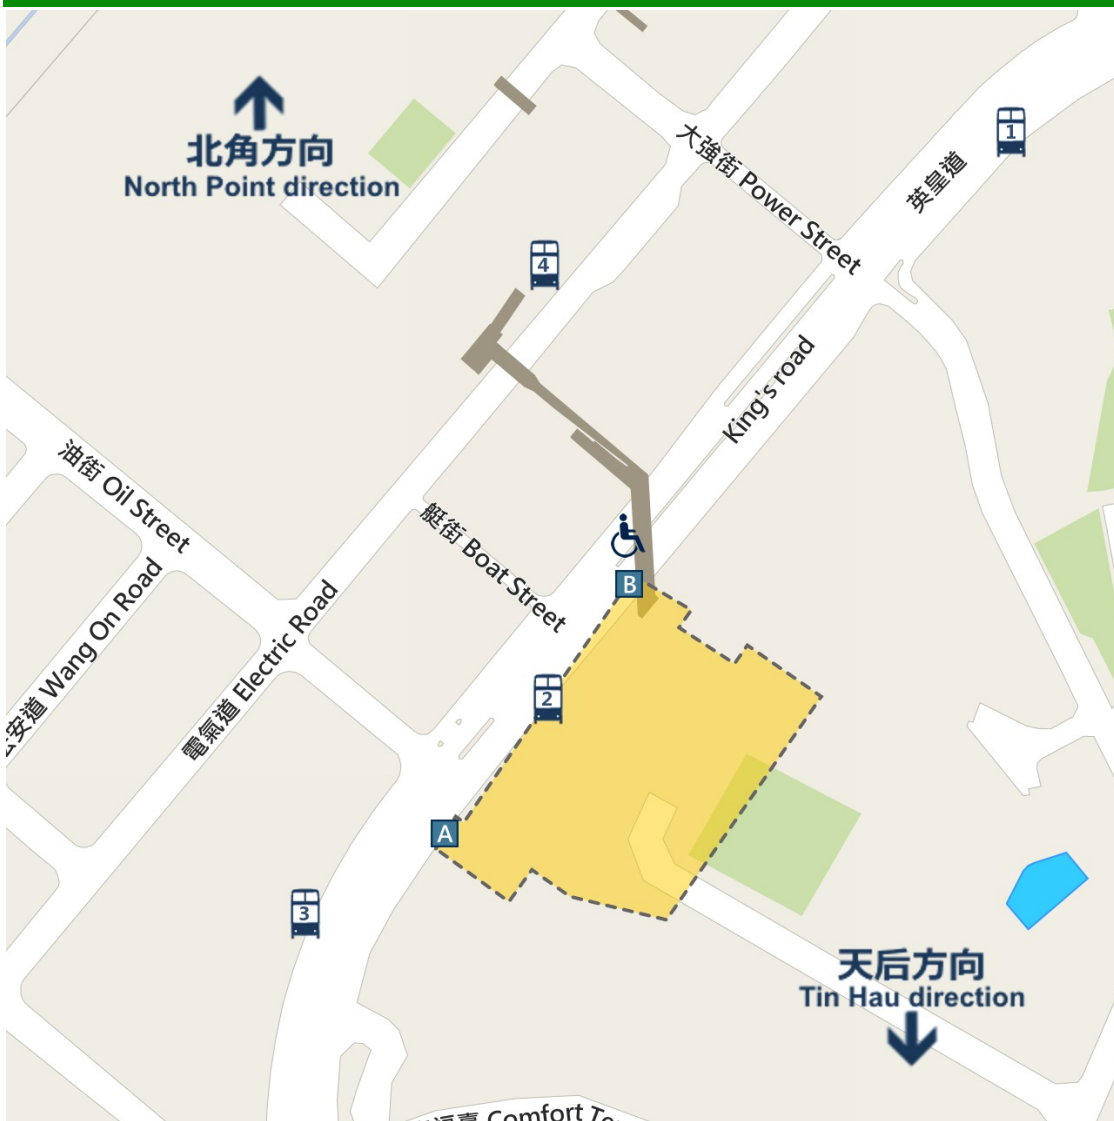 北角方向
North Point direction
1
大強街 Power Street
英皇道
4
King's road
油街 Oil Street
艇街 Boat Street
B
宏安道 Wang On Road
電氣道 Electric Road
2
A
3
天后方向
Tin Hau direction
Comfort